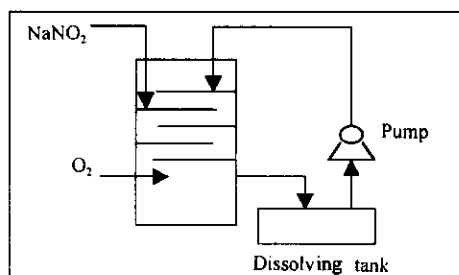 NaNO₂
Pump
O₂
Dissolving tank